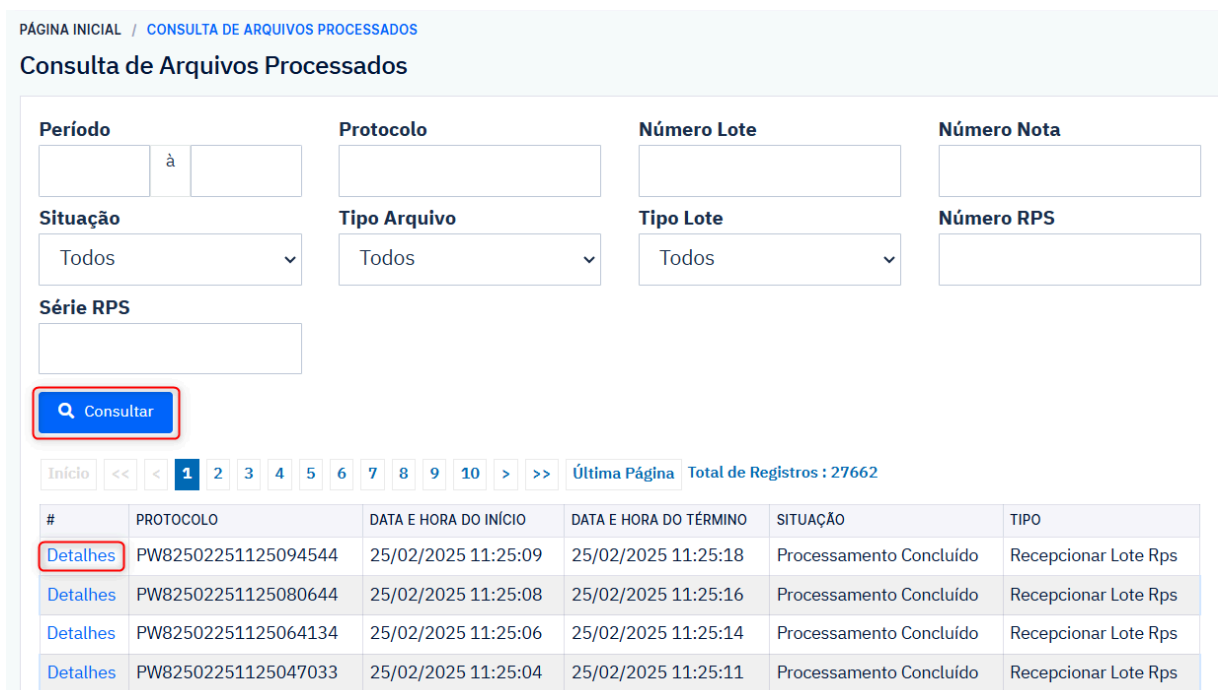 PÁGINA INICIAL / CONSULTA DE ARQUIVOS PROCESSADOS
Consulta de Arquivos Processados
Período Protocolo Número Lote Número Nota
à
Situação Tipo Arquivo Tipo Lote Número RPS
Todos Todos Todos
Série RPS
Consultar
Início << < 1 2 3 4 5 6 7 8 9 10 > >> Última Página Total de Registros : 27662
# PROTOCOLO DATA E HORA DO INÍCIO DATA E HORA DO TÉRMINO SITUAÇÃO TIPO
Detalhes PW82502251125094544 25/02/2025 11:25:09 25/02/2025 11:25:18 Processamento Concluído Recepcionar Lote Rps
Detalhes PW82502251125080644 25/02/2025 11:25:08 25/02/2025 11:25:16 Processamento Concluído Recepcionar Lote Rps
Detalhes PW82502251125064134 25/02/2025 11:25:06 25/02/2025 11:25:14 Processamento Concluído Recepcionar Lote Rps
Detalhes PW82502251125047033 25/02/2025 11:25:04 25/02/2025 11:25:11 Processamento Concluído Recepcionar Lote Rps